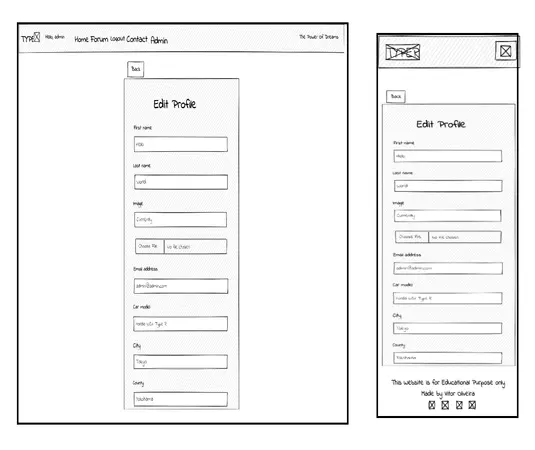 TYPE
Hello, admin
Home Forum Logout Contact Admin
The Power of Dreams
Back
Edit Profile
First name
Hello
Last name
World
Image
Currently
Choose File No file chosen
Email address
admin@admin.com
Car model
Honda Civic Type R
City
Tokyo
County
Yokohama
Back
Edit Profile
First name
Hello
Last name
World
Image
Currently
Choose File No file chosen
Email address
admin@admin.com
Car model
Honda Civic Type R
City
Tokyo
County
Yokohama
This website is for Educational Purpose only
Made by Vitor Oliveira